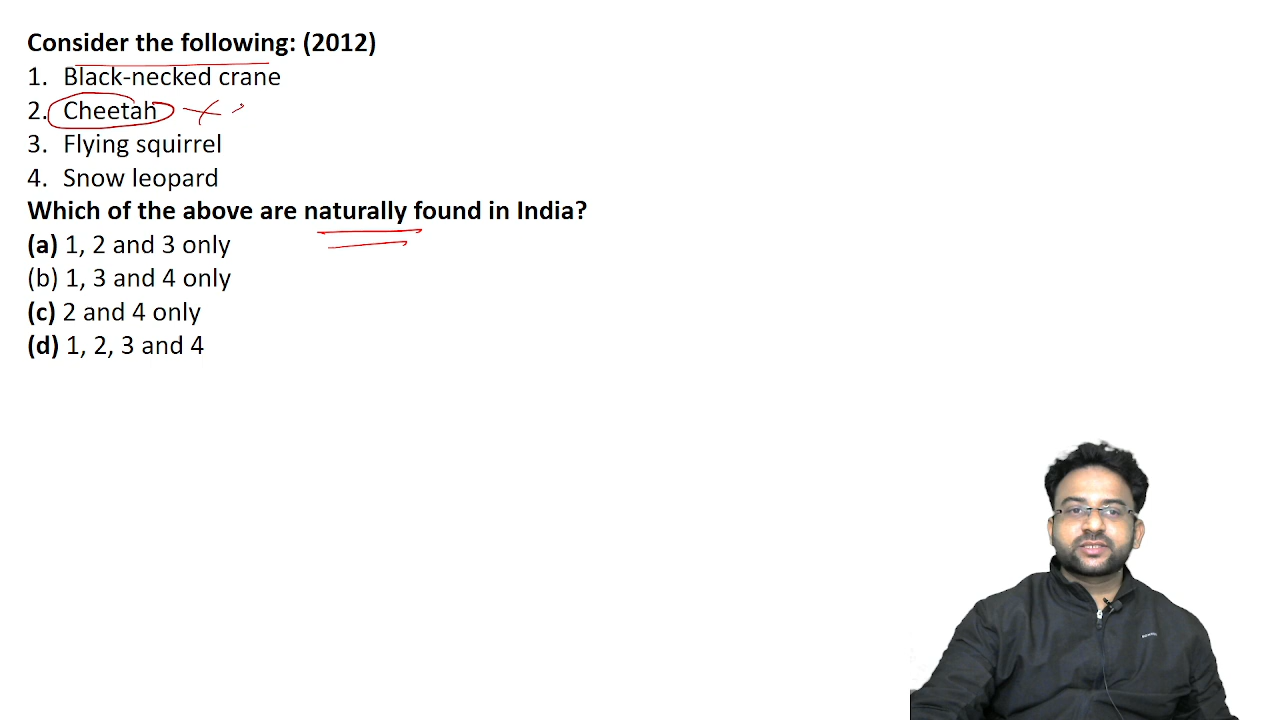 Consider the following: (2012)
1. Black-necked crane
2. Cheetah
3. Flying squirrel
4. Snow leopard
Which of the above are naturally found in India?
(a) 1, 2 and 3 only
(b) 1, 3 and 4 only
(c) 2 and 4 only
(d) 1, 2, 3 and 4